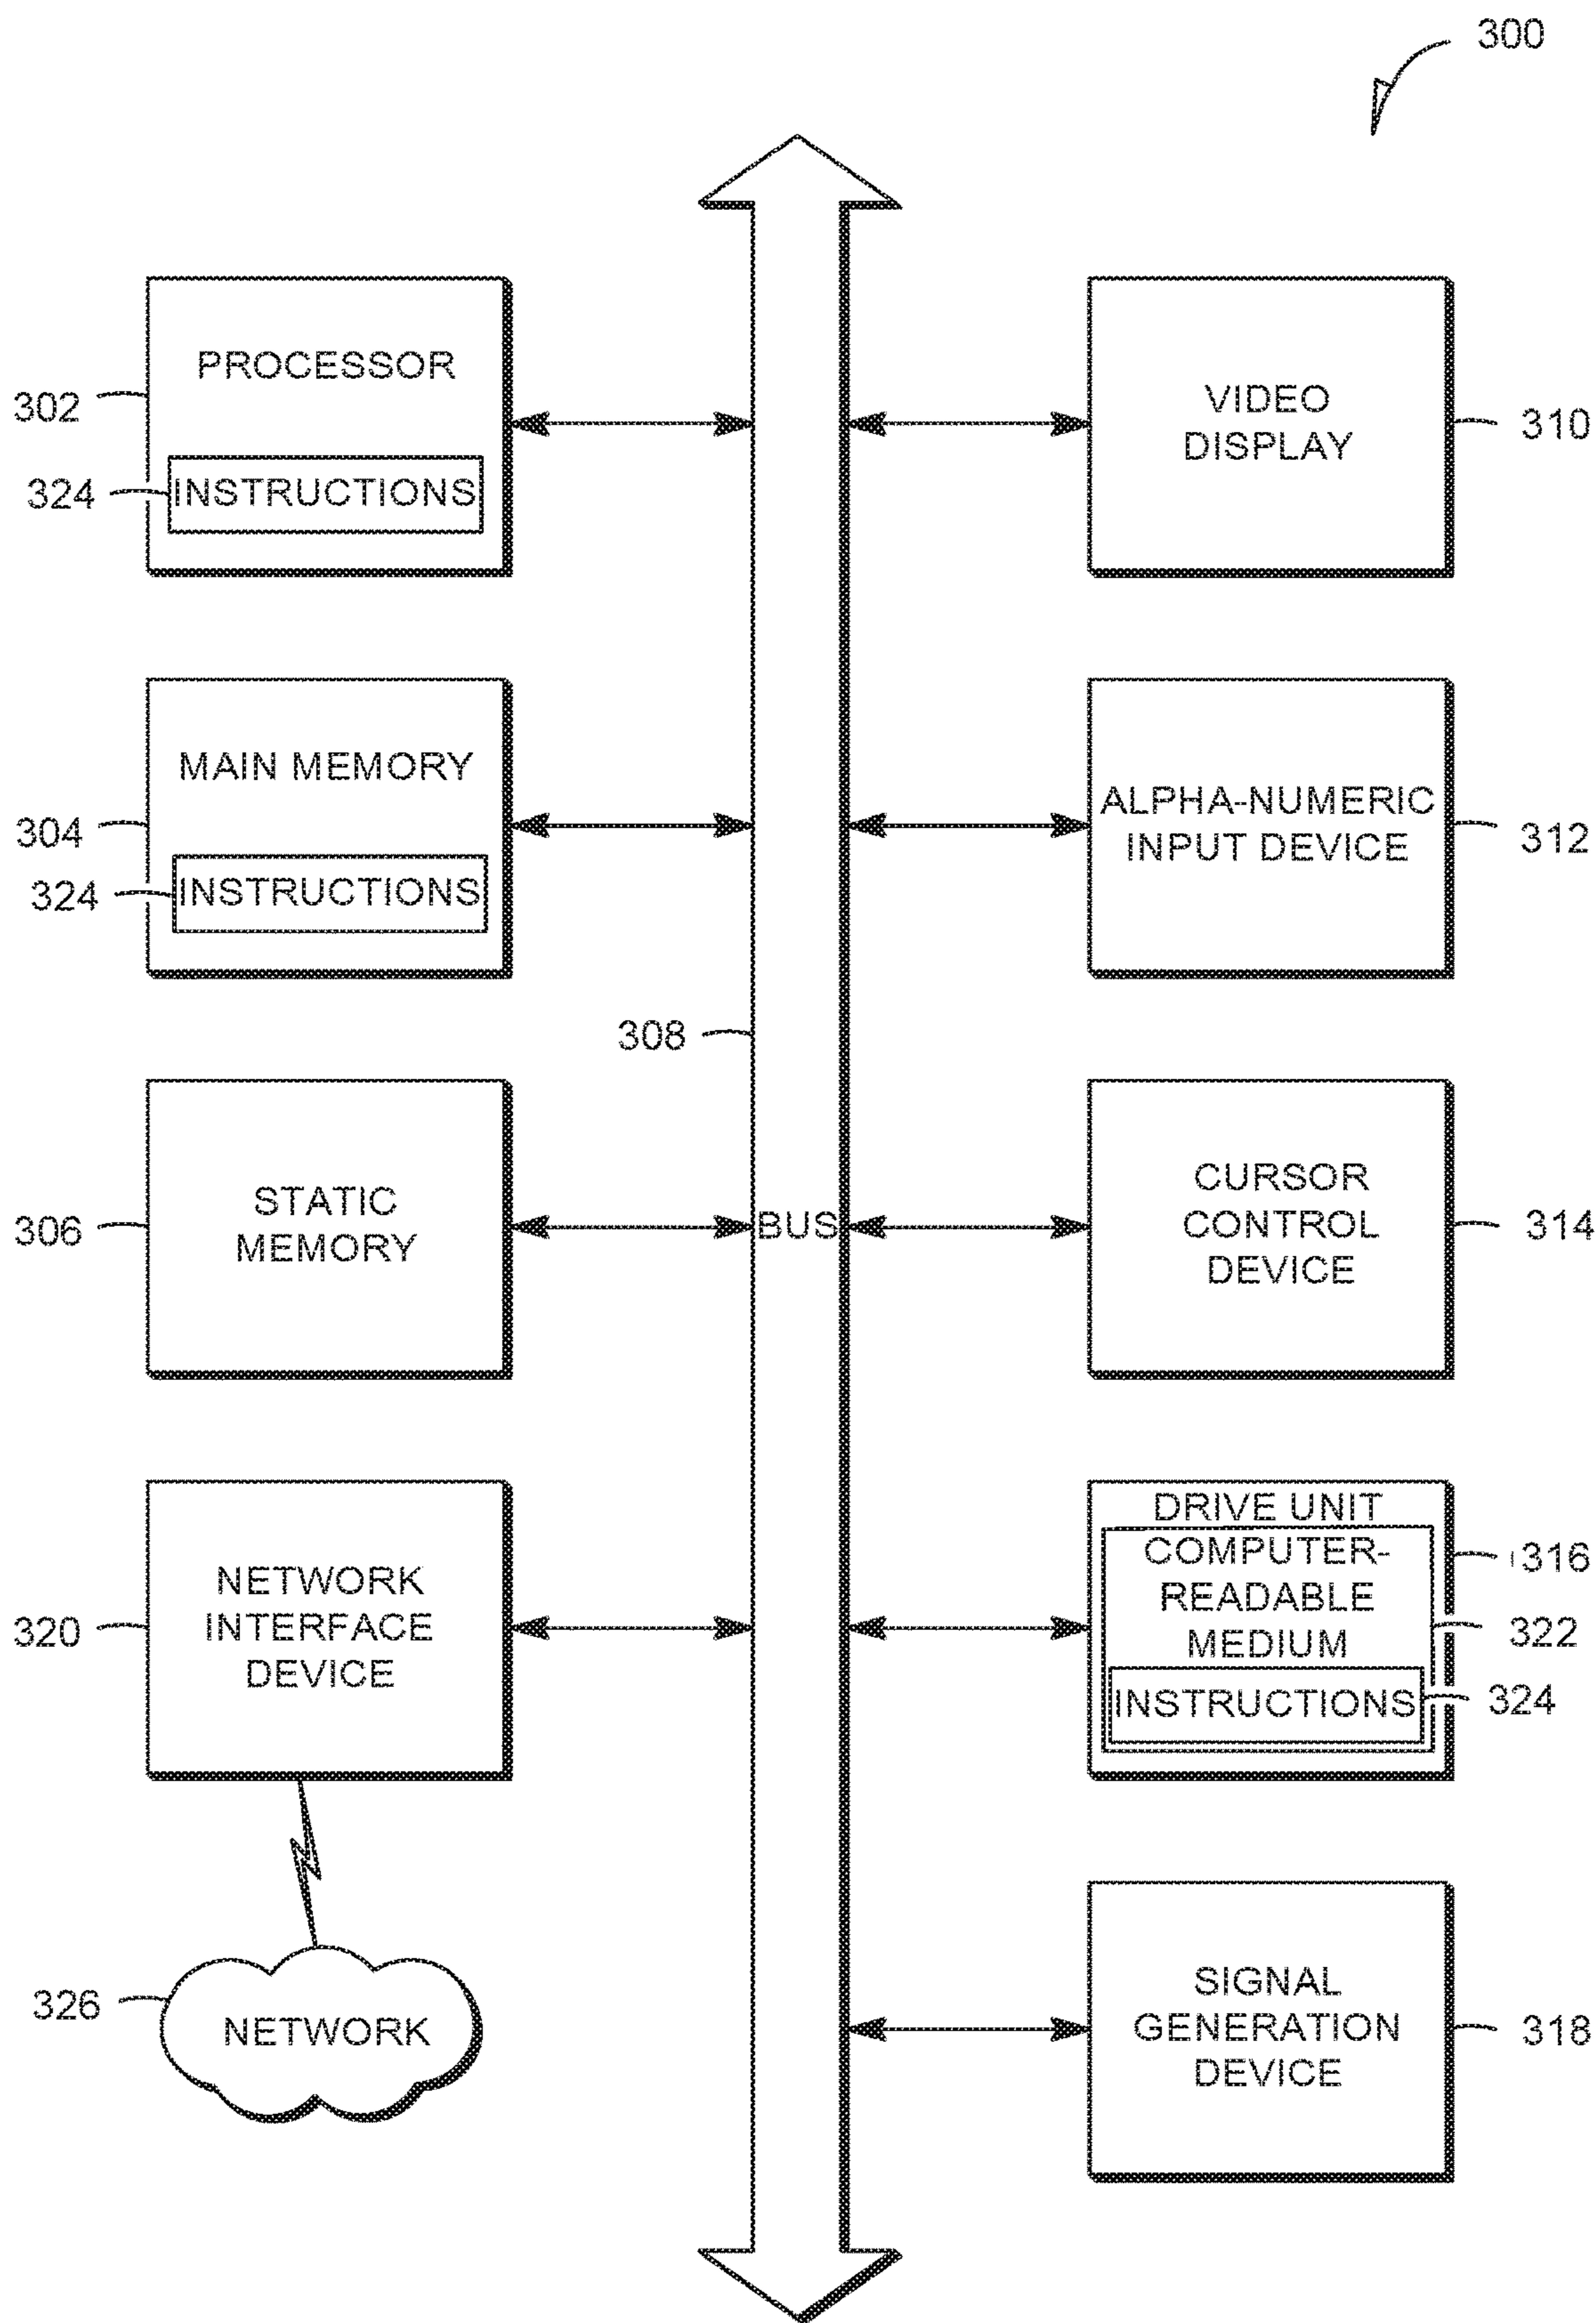 300
PROCESSOR
302
324
INSTRUCTIONS
VIDEO
DISPLAY
310
MAIN MEMORY
304
324
INSTRUCTIONS
ALPHA-NUMERIC
INPUT DEVICE
312
308
STATIC
MEMORY
306
BUS
CURSOR
CONTROL
DEVICE
314
NETWORK
INTERFACE
DEVICE
320
DRIVE UNIT
COMPUTER-
READABLE
MEDIUM
INSTRUCTIONS
316
322
324
326
NETWORK
SIGNAL
GENERATION
DEVICE
318